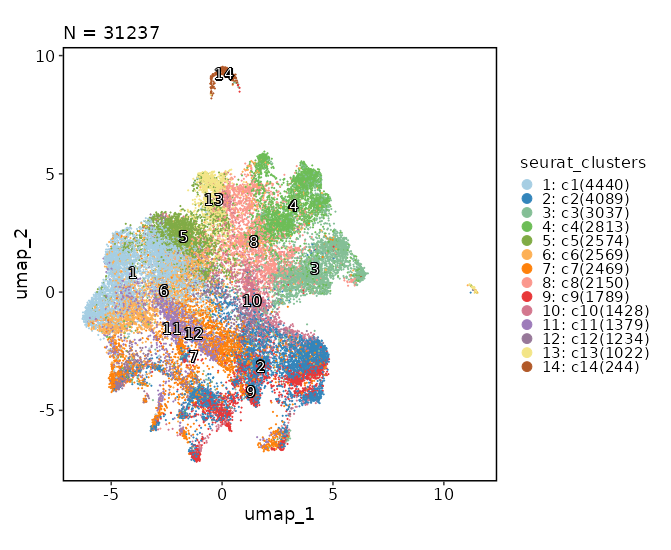 N = 31237
umap_2
10
5
0
-5
14
13
4
5
8
1
3
6
10
11
12
7
2
9
-5
0
5
10
umap_1
seurat_clusters
1: c1(4440)
2: c2(4089)
3: c3(3037)
4: c4(2813)
5: c5(2574)
6: c6(2569)
7: c7(2469)
8: c8(2150)
9: c9(1789)
10: c10(1428)
11: c11(1379)
12: c12(1234)
13: c13(1022)
14: c14(244)